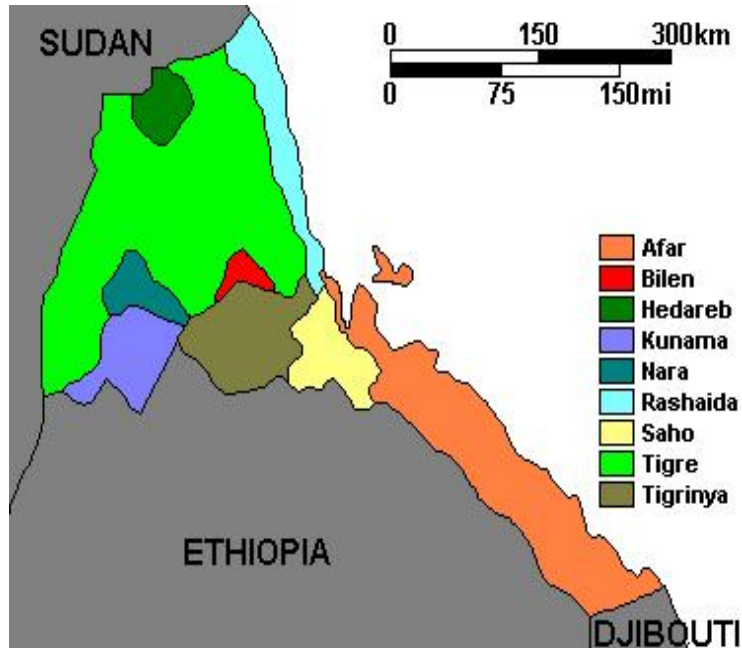 SUDAN
0 150 300km
0 75 150mi
Afar
Bilen
Hedareb
Kunama
Nara
Rashaida
Saho
Tigre
Tigrinya
ETHIOPIA
DJIBOUTI